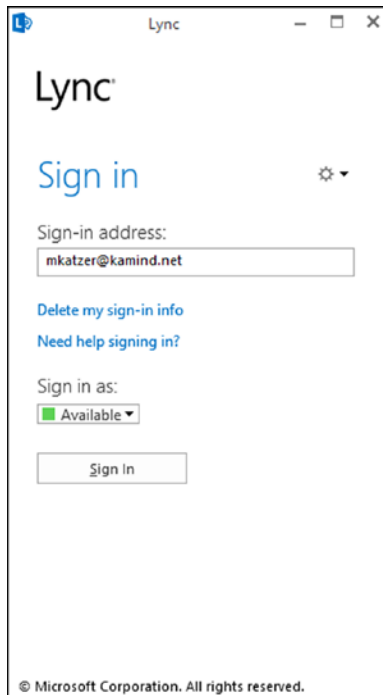 Lync
Lync
Sign in
Sign-in address:
mkatzer@kamind.net
Delete my sign-in info
Need help signing in?
Sign in as:
Available
Sign In
© Microsoft Corporation. All rights reserved.